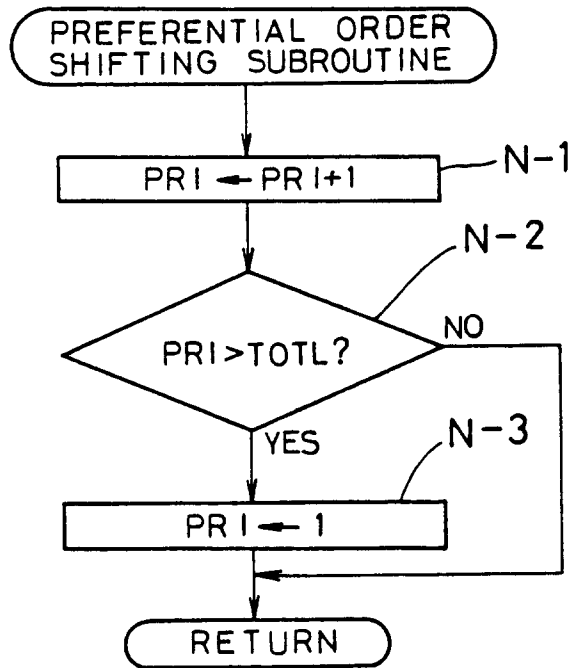 PREFERENTIAL ORDER
SHIFTING SUBROUTINE
PRI ← PRI+1
N-1
N-2
PRI>TOTL?
NO
YES
N-3
PRI ← 1
RETURN